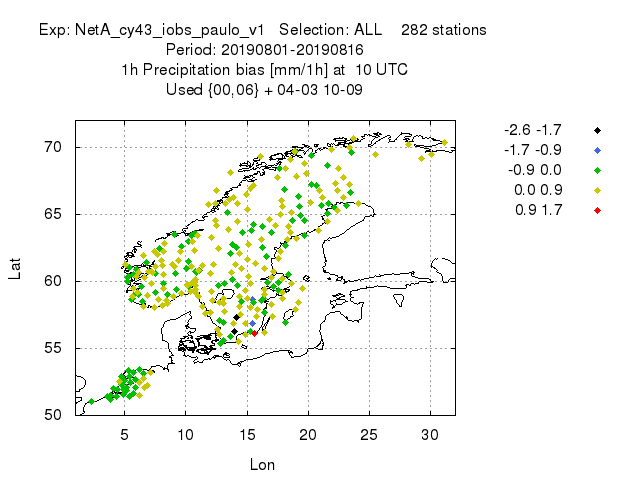 Exp: NetA_cy43_iobs_paulo_v1 Selection: ALL 282 stations
Period: 20190801-20190816
1h Precipitation bias [mm/1h] at 10 UTC
Used {00,06} + 04-03 10-09
-2.6 -1.7
-1.7 -0.9
-0.9 0.0
0.0 0.9
0.9 1.7
70
65
60
55
50
Lat
5 10 15 20 25 30
Lon